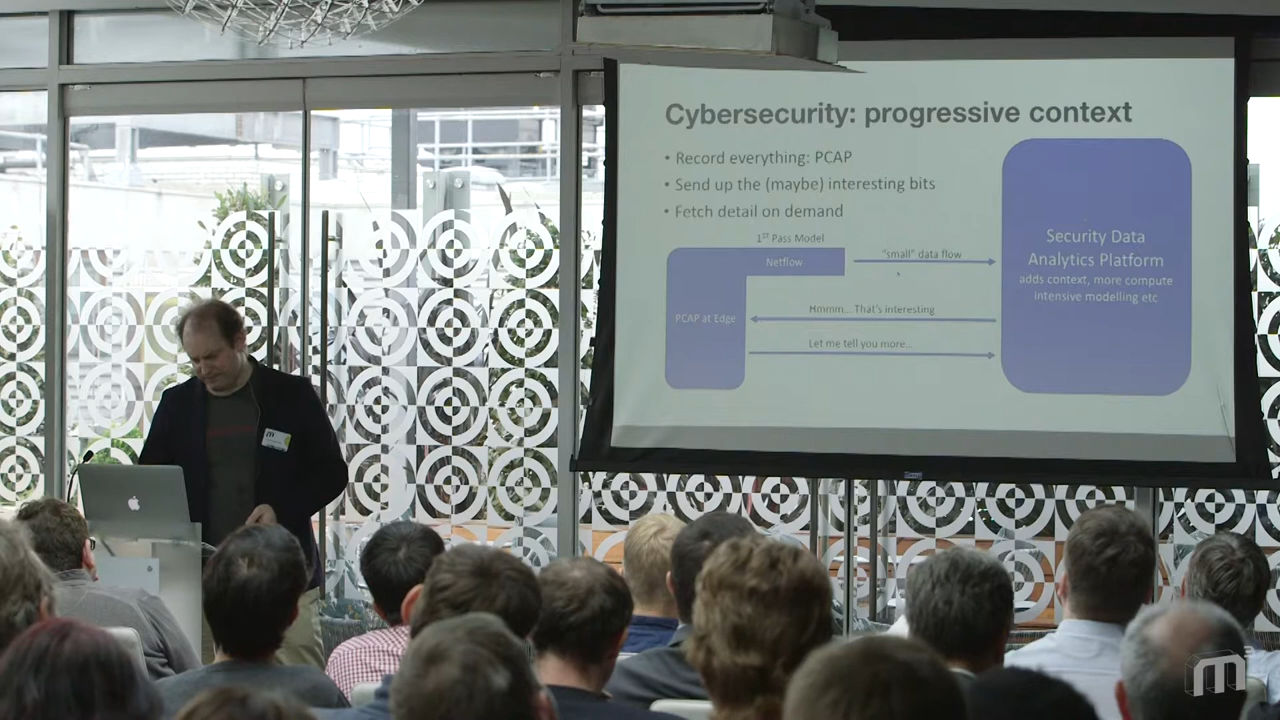 Cybersecurity: progressive context
• Record everything: PCAP
• Send up the (maybe) interesting bits
• Fetch detail on demand
1ST Pass Model
Netflow
"small" data flow
PCAP at Edge
Hmmm... That's interesting
Let me tell you more...
Security Data
Analytics Platform
adds context, more compute
intensive modelling etc